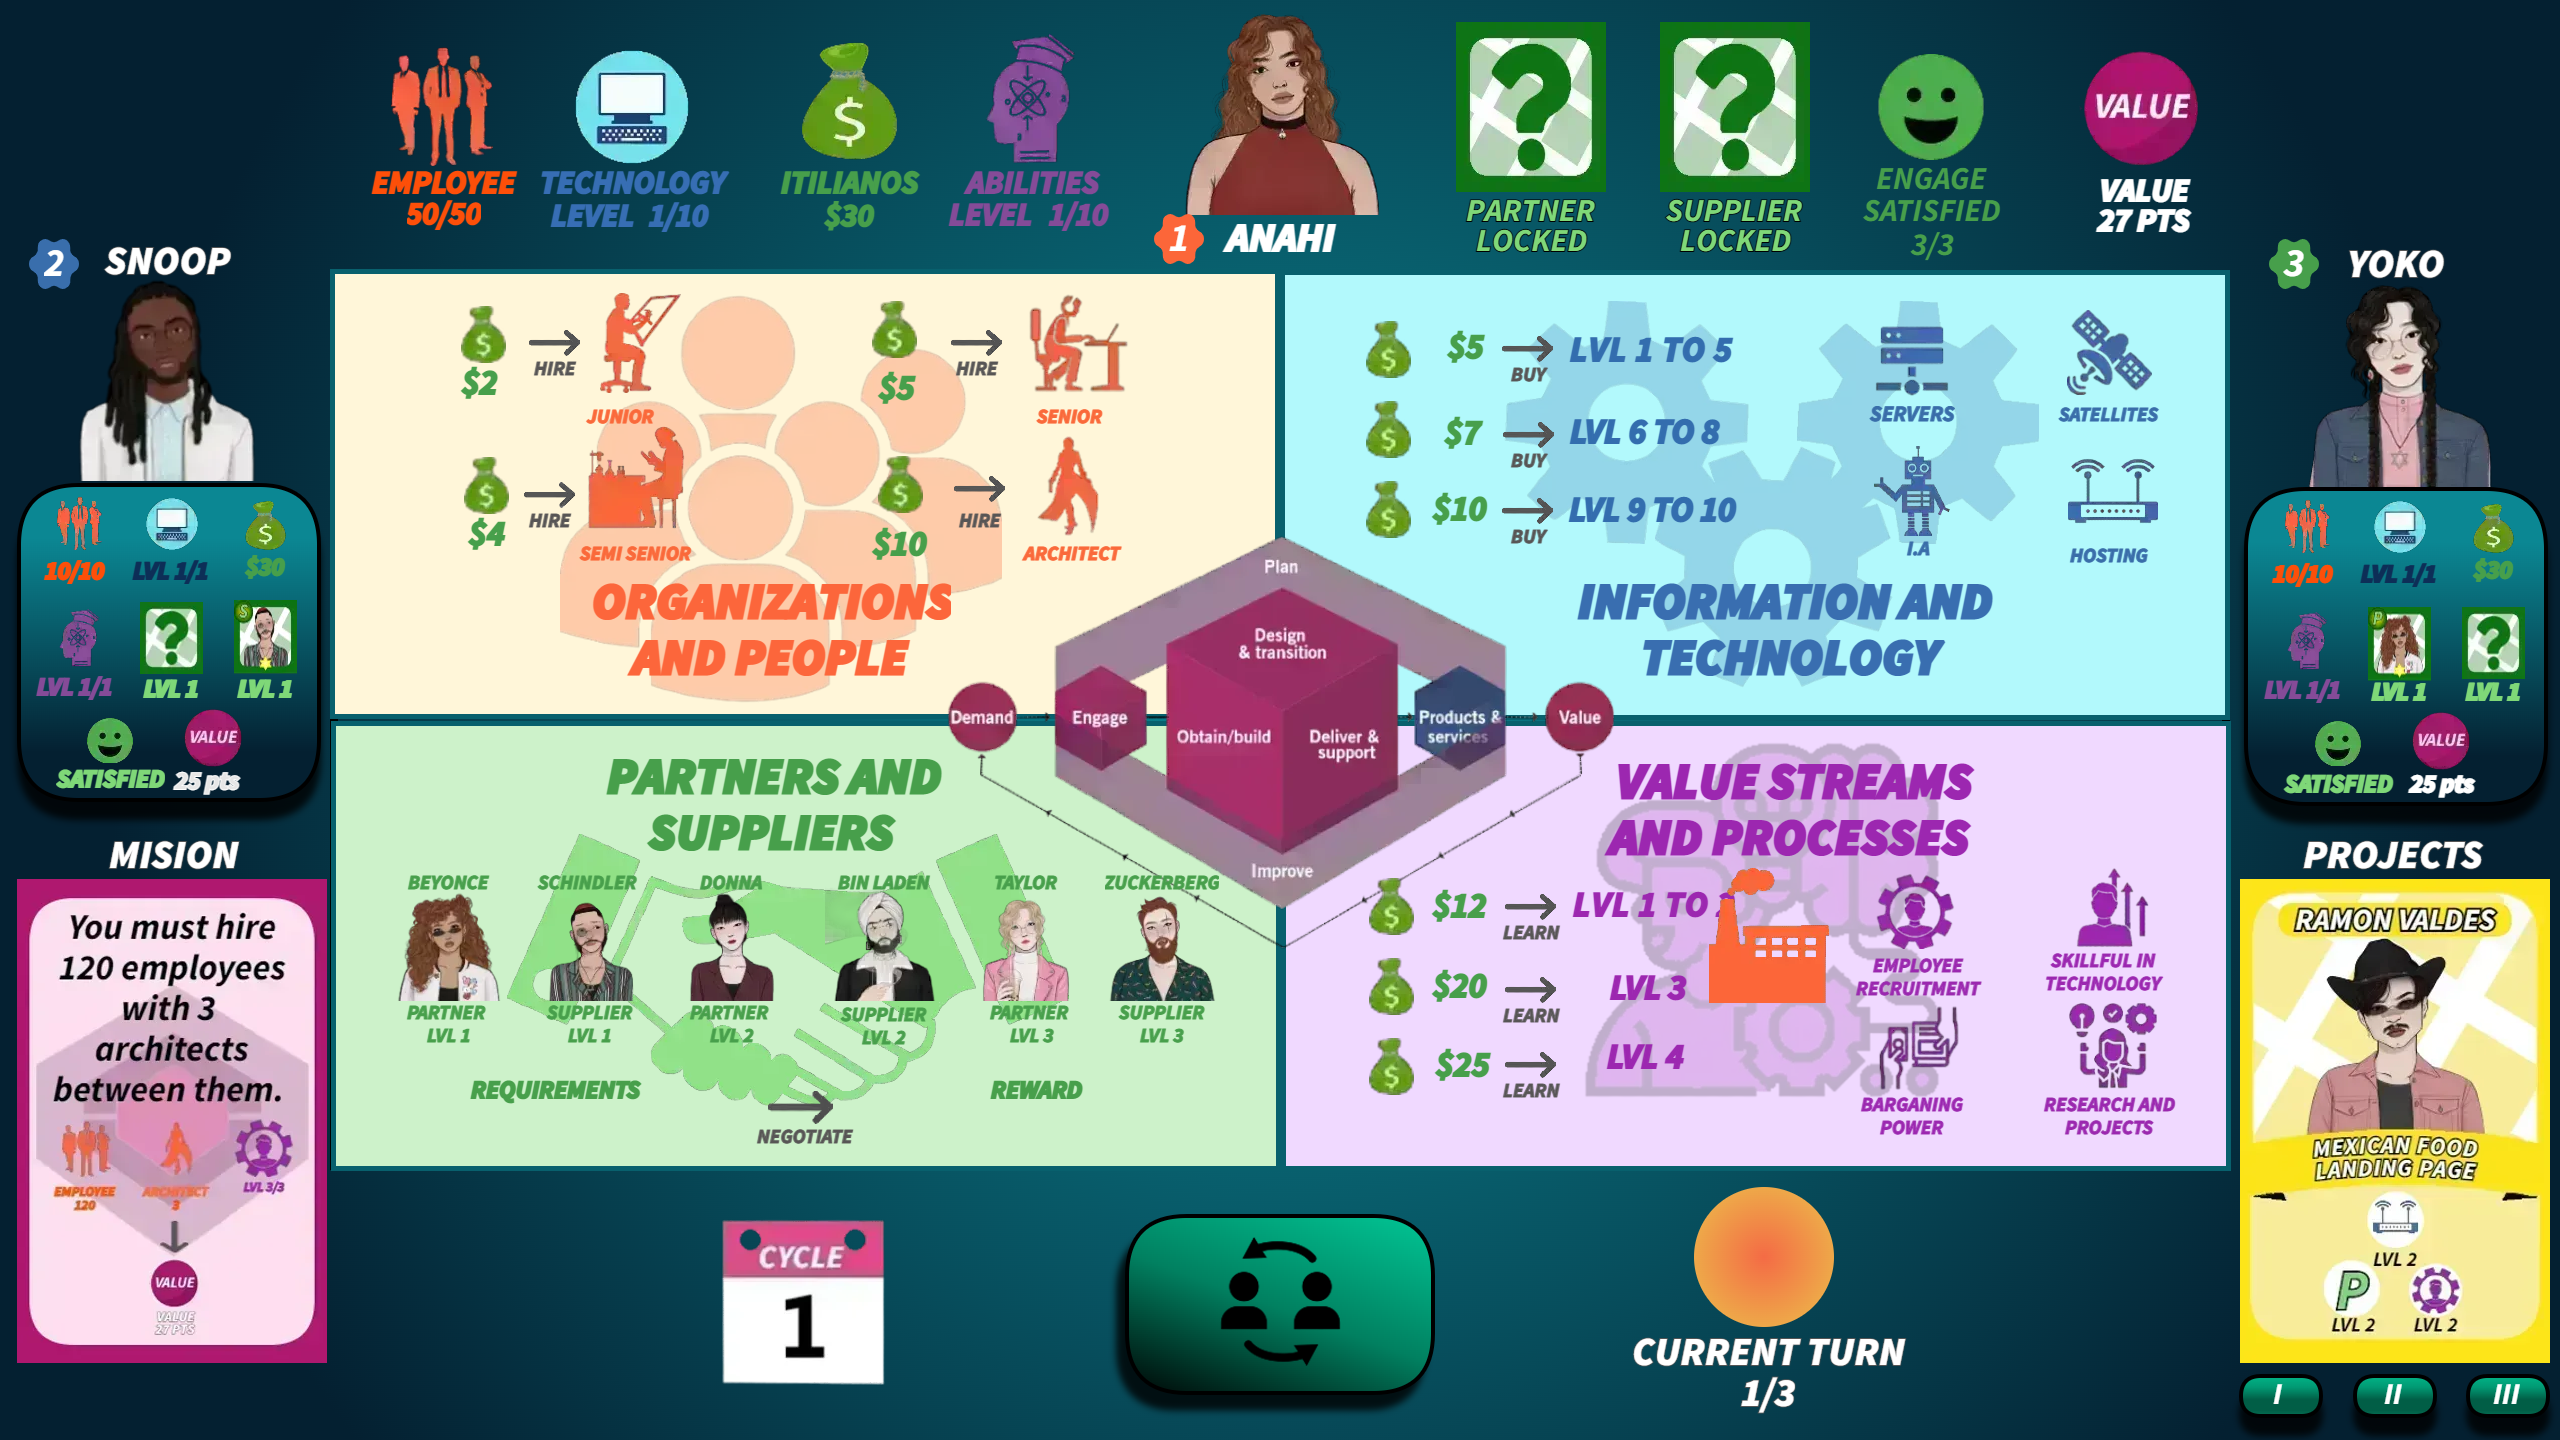 EMPLOYEE
50/50
TECHNOLOGY
LEVEL 1/10
$
ITILIANOS
$30
ABILITIES
LEVEL 1/10
1 ANAHI
?
PARTNER
LOCKED
?
SUPPLIER
LOCKED
ENGAGE
SATISFIED
3/3
VALUE
VALUE
27 PTS
2 SNOOP
10/10
LVL 1/1
$
$30
LVL 1/1
?
LVL 1
S
LVL 1
SATISFIED
VALUE
25 pts
3 YOKO
10/10
LVL 1/1
$
$30
LVL 1/1
P
LVL 1
?
LVL 1
SATISFIED
VALUE
25 pts
$
$2
HIRE
JUNIOR
$
$5
HIRE
SENIOR
$
$4
HIRE
SEMI SENIOR
$
$10
HIRE
ARCHITECT
ORGANIZATIONS
AND PEOPLE
$
$5
BUY
LVL 1 TO 5
$
$7
BUY
LVL 6 TO 8
$
$10
BUY
LVL 9 TO 10
SERVERS
SATELLITES
I.A
HOSTING
INFORMATION AND
TECHNOLOGY
Plan
Design
& transition
Demand
Engage
Obtain/build
Deliver &
support
Products &
services
Value
Improve
PARTNERS AND
SUPPLIERS
BEYONCE
SCHINDLER
DONNA
BIN LADEN
TAYLOR
ZUCKERBERG
PARTNER
LVL 1
SUPPLIER
LVL 1
PARTNER
LVL 2
SUPPLIER
LVL 2
PARTNER
LVL 3
SUPPLIER
LVL 3
REQUIREMENTS
NEGOTIATE
REWARD
VALUE STREAMS
AND PROCESSES
$
$12
LEARN
LVL 1 TO
$
$20
LEARN
LVL 3
$
$25
LEARN
LVL 4
EMPLOYEE
RECRUITMENT
SKILLFUL IN
TECHNOLOGY
BARGANING
POWER
RESEARCH AND
PROJECTS
MISION
You must hire
120 employees
with 3
architects
between them.
EMPLOYEE
120
ARCHITECT
3
LVL 3/3
VALUE
VALUE
27 PTS
PROJECTS
RAMON VALDES
MEXICAN FOOD
LANDING PAGE
LVL 2
P
LVL 2
LVL 2
I
II
III
CYCLE
1
CURRENT TURN
1/3